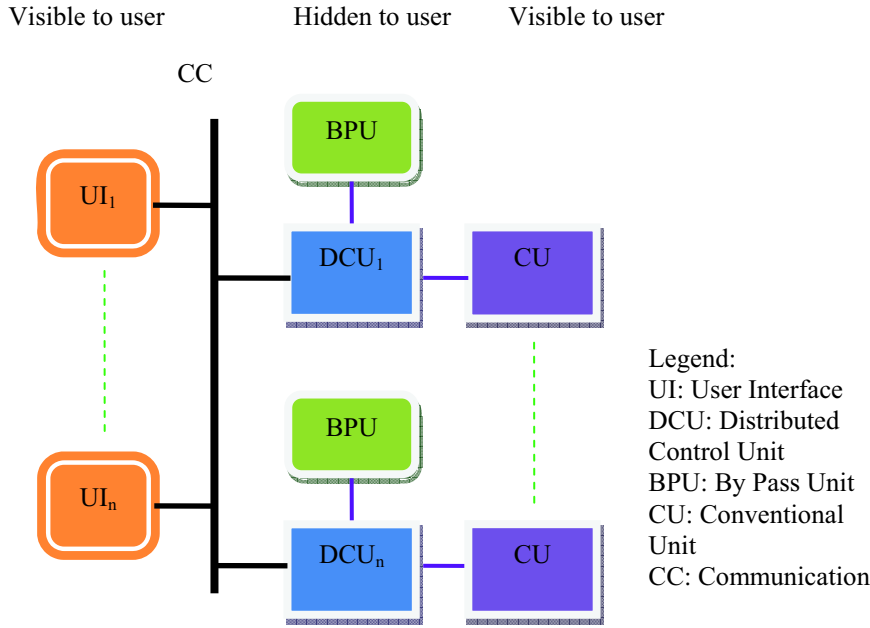 Visible to user
Hidden to user
Visible to user
CC
BPU
UI₁
DCU₁
CU
BPU
UIₙ
DCUₙ
CU
Legend:
UI: User Interface
DCU: Distributed
Control Unit
BPU: By Pass Unit
CU: Conventional
Unit
CC: Communication